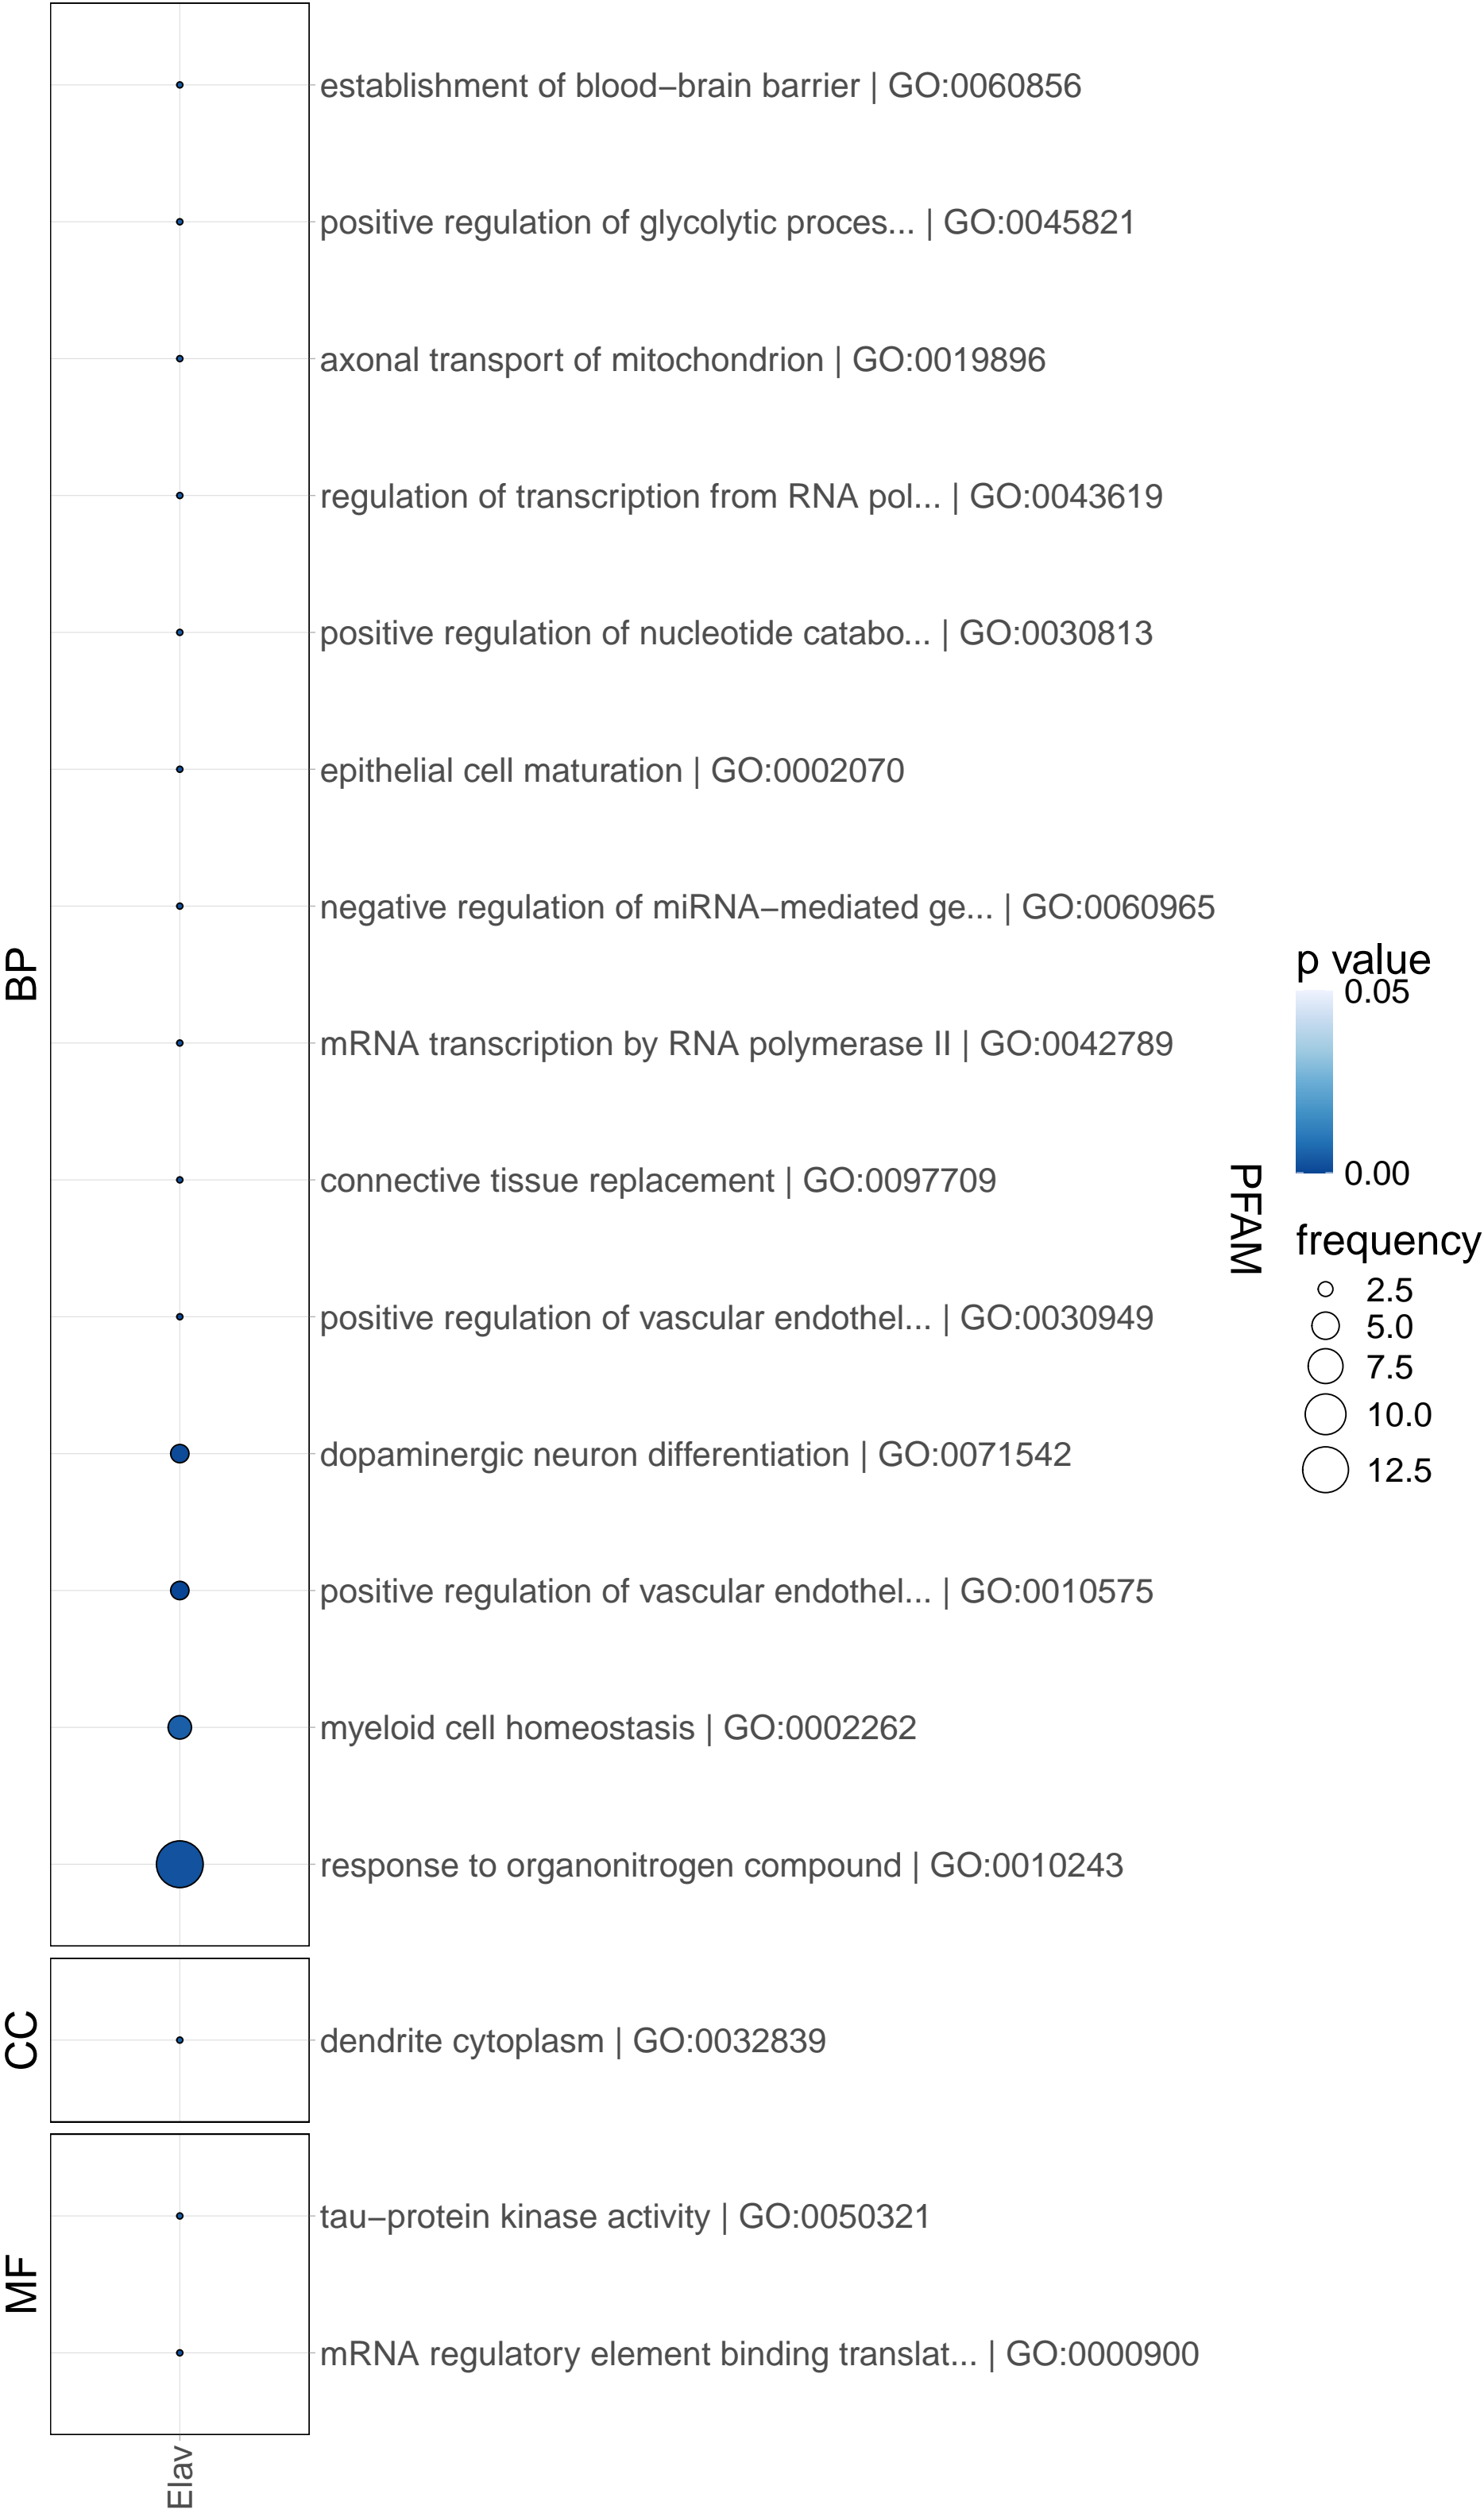 BP
establishment of blood−brain barrier | GO:0060856
positive regulation of glycolytic proces... | GO:0045821
axonal transport of mitochondrion | GO:0019896
regulation of transcription from RNA pol... | GO:0043619
positive regulation of nucleotide catabo... | GO:0030813
epithelial cell maturation | GO:0002070
negative regulation of miRNA−mediated ge... | GO:0060965
mRNA transcription by RNA polymerase II | GO:0042789
connective tissue replacement | GO:0097709
positive regulation of vascular endothel... | GO:0030949
dopaminergic neuron differentiation | GO:0071542
positive regulation of vascular endothel... | GO:0010575
myeloid cell homeostasis | GO:0002262
response to organonitrogen compound | GO:0010243
CC
dendrite cytoplasm | GO:0032839
MF
tau−protein kinase activity | GO:0050321
mRNA regulatory element binding translat... | GO:0000900
Elav
PFAM
p value
0.05
0.00
frequency
2.5
5.0
7.5
10.0
12.5